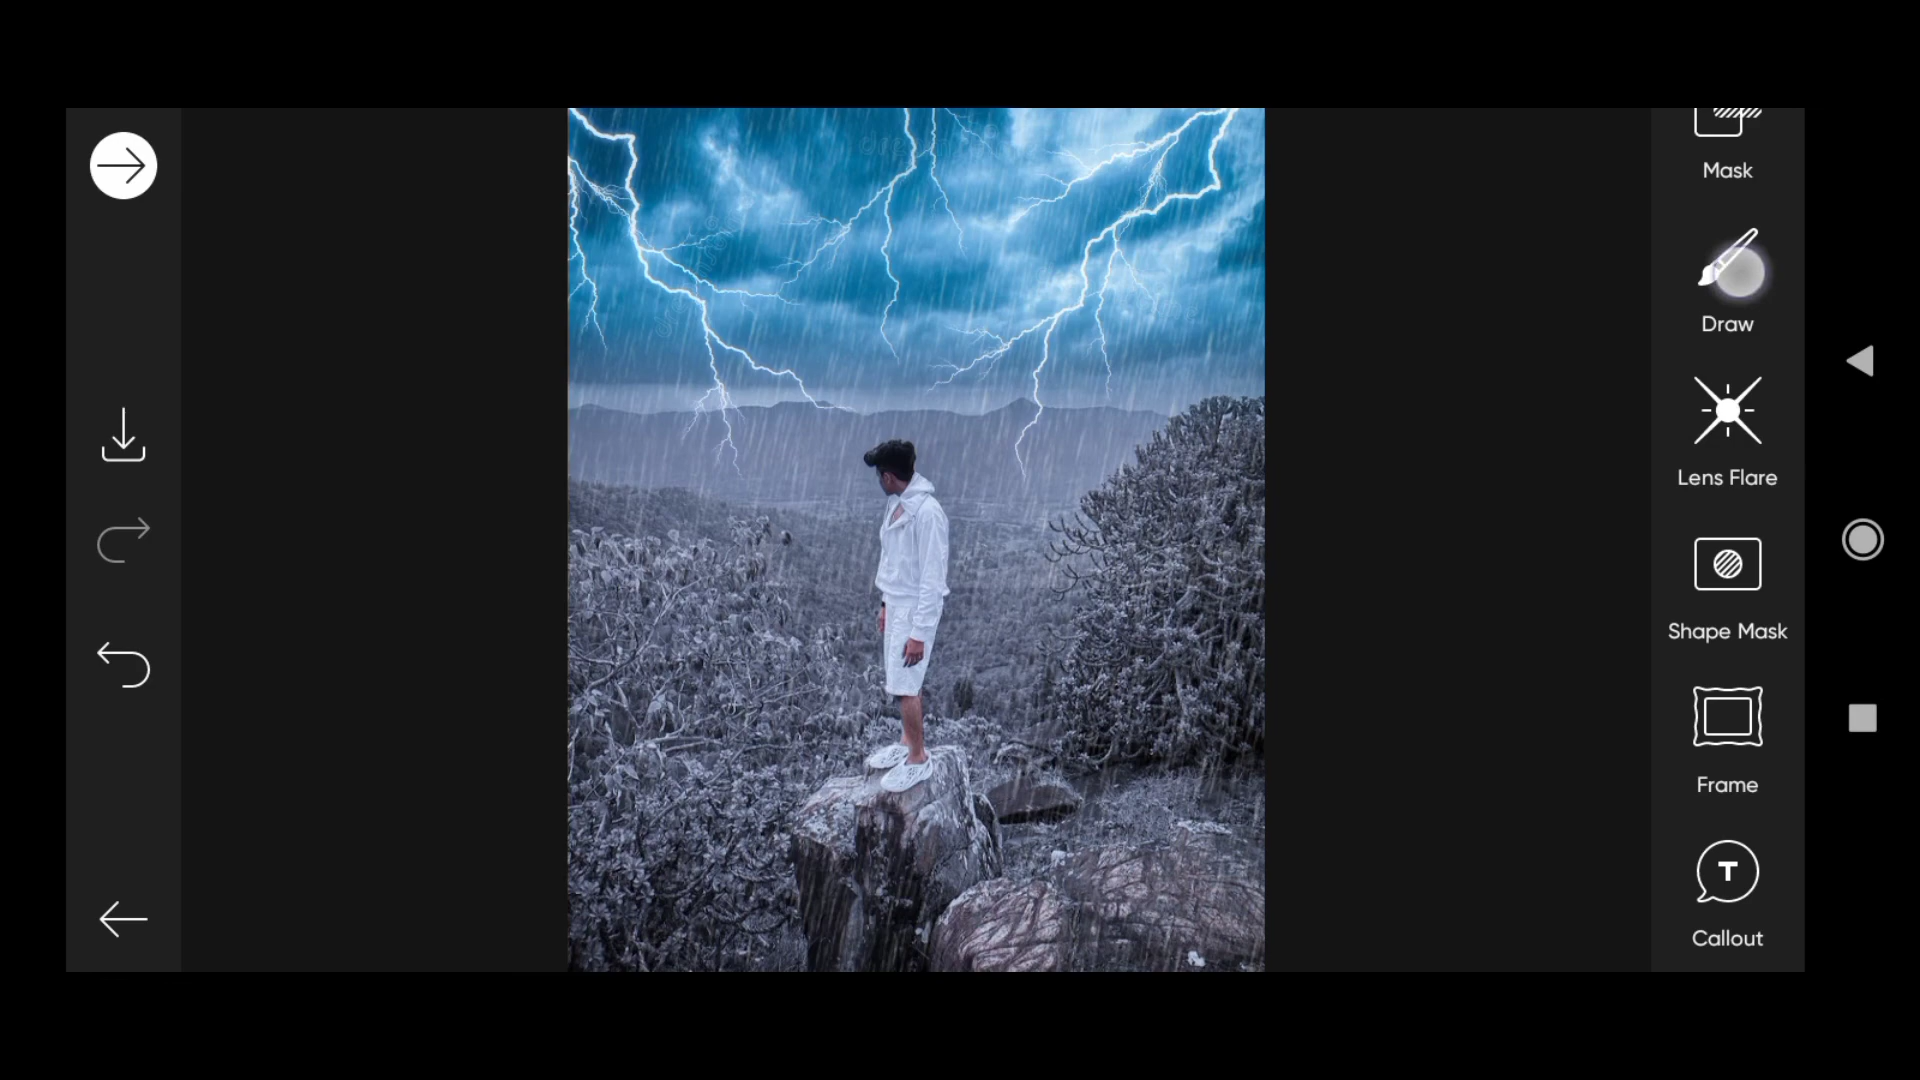 Mask
Draw
Lens Flare
Shape Mask
Frame
T
Callout